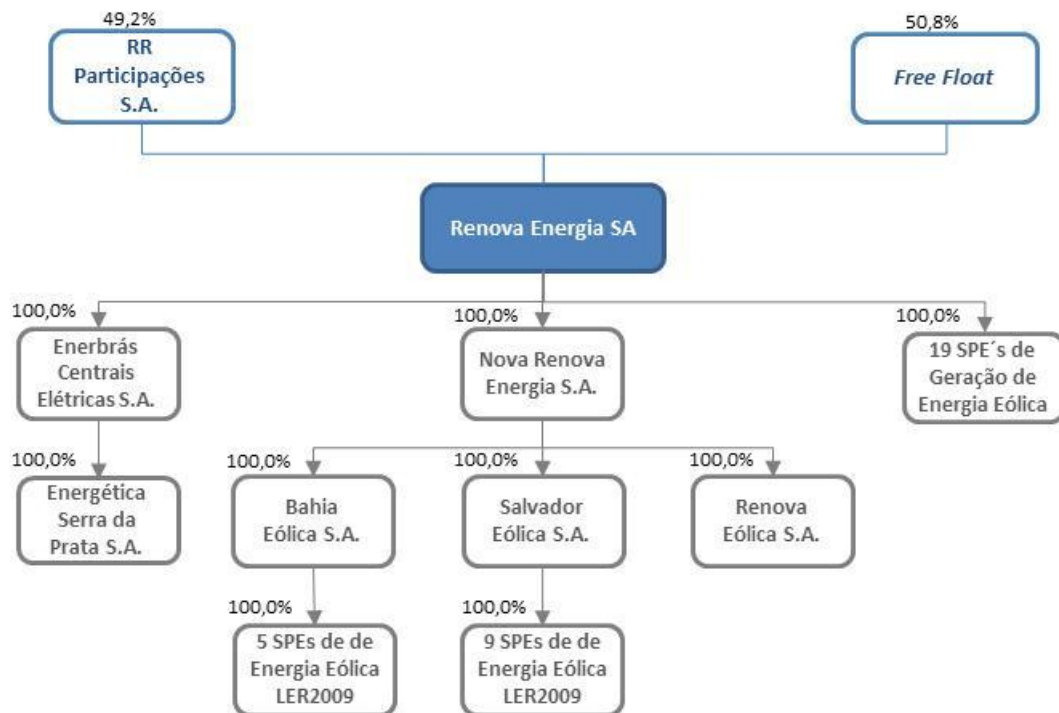 49,2%
RR
Participações
S.A.
50,8%
Free Float
Renova Energia SA
100,0%
Enerbrás
Centrais
Elétricas S.A.
100,0%
Nova Renova
Energia S.A.
100,0%
19 SPE´s de
Geração de
Energia Eólica
100,0%
Energética
Serra da
Prata S.A.
100,0%
Bahia
Eólica S.A.
100,0%
Salvador
Eólica S.A.
100,0%
Renova
Eólica S.A.
100,0%
5 SPEs de de
Energia Eólica
LER2009
100,0%
9 SPEs de de
Energia Eólica
LER2009